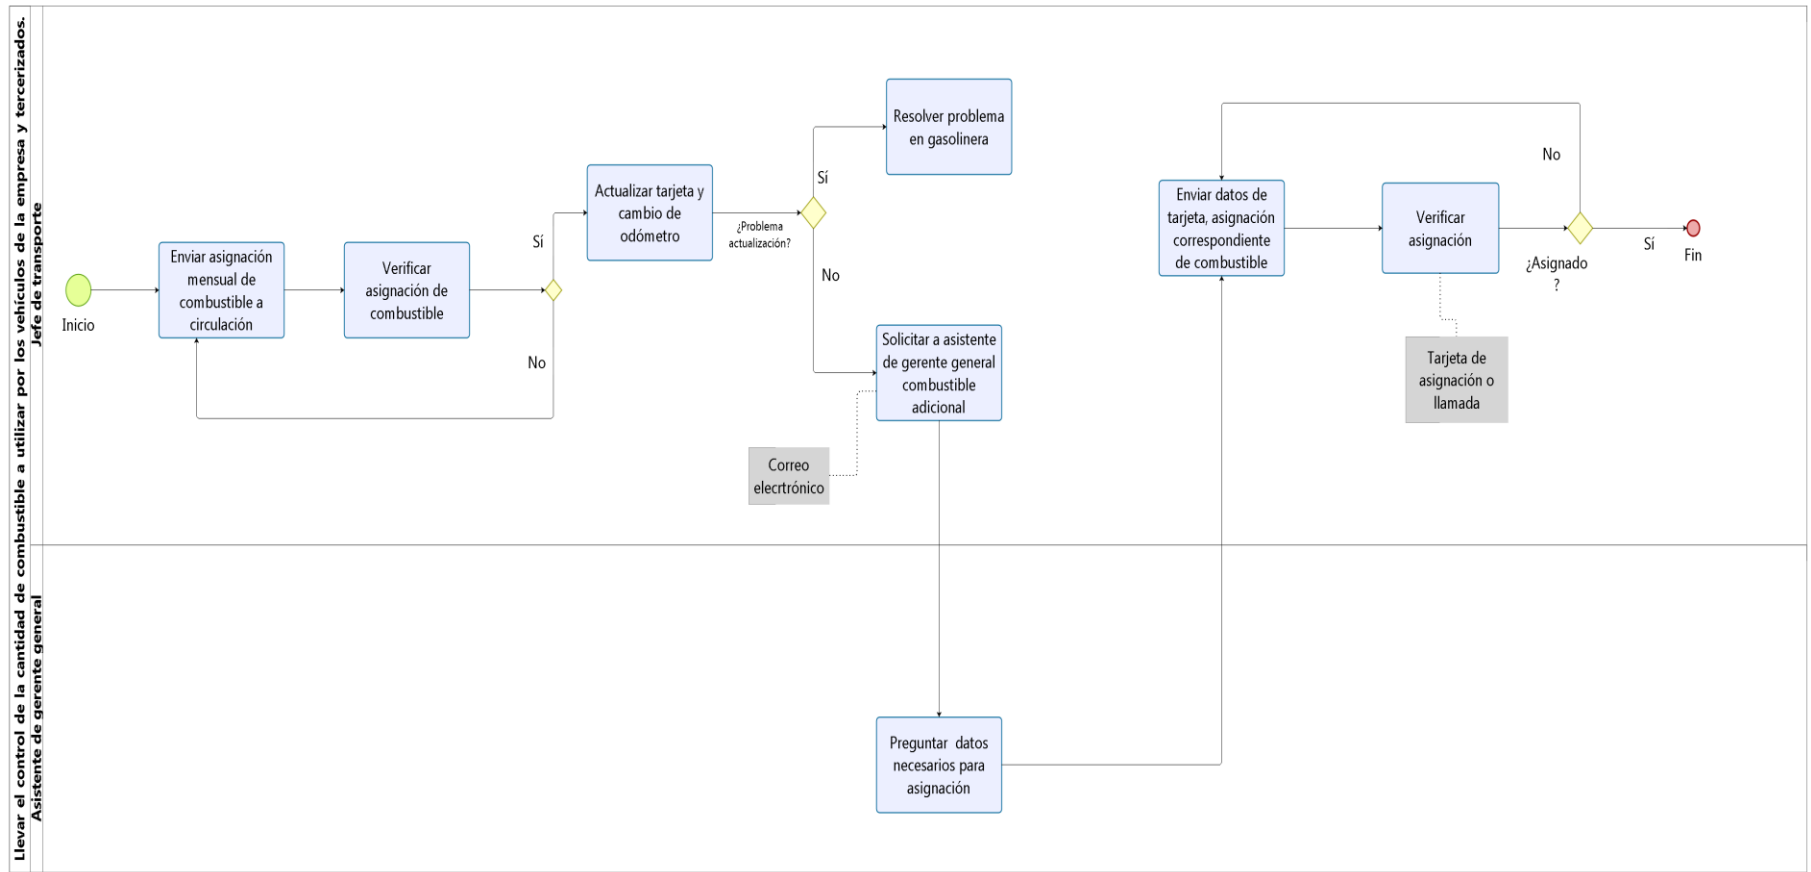 Llevar el control de la cantidad de combustible a utilizar por los vehículos de la empresa y tercerizados.
Jefe de transporte
Inicio
Enviar asignación
mensual de
combustible a
circulación
Verificar
asignación de
combustible
Sí
No
Actualizar tarjeta y
cambio de
odómetro
¿Problema
actualización?
Sí
No
Resolver problema
en gasolinera
Solicitar a asistente
de gerente general
combustible
adicional
Correo
elecrtrónico
Enviar datos de
tarjeta, asignación
correspondiente
de combustible
Verificar
asignación
Tarjeta de
asignación o
llamada
¿Asignado
?
No
Sí
Fin
Asistente de gerente general
Preguntar  datos
necesarios para
asignación